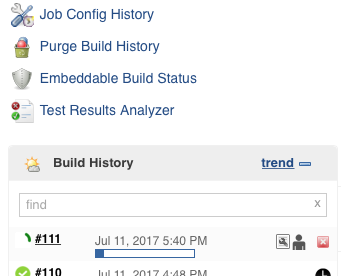 Job Config History
Purge Build History
Embeddable Build Status
Test Results Analyzer
Build History trend
find x
#111 Jul 11, 2017 5:40 PM
#110 Jul 11, 2017 4:48 PM